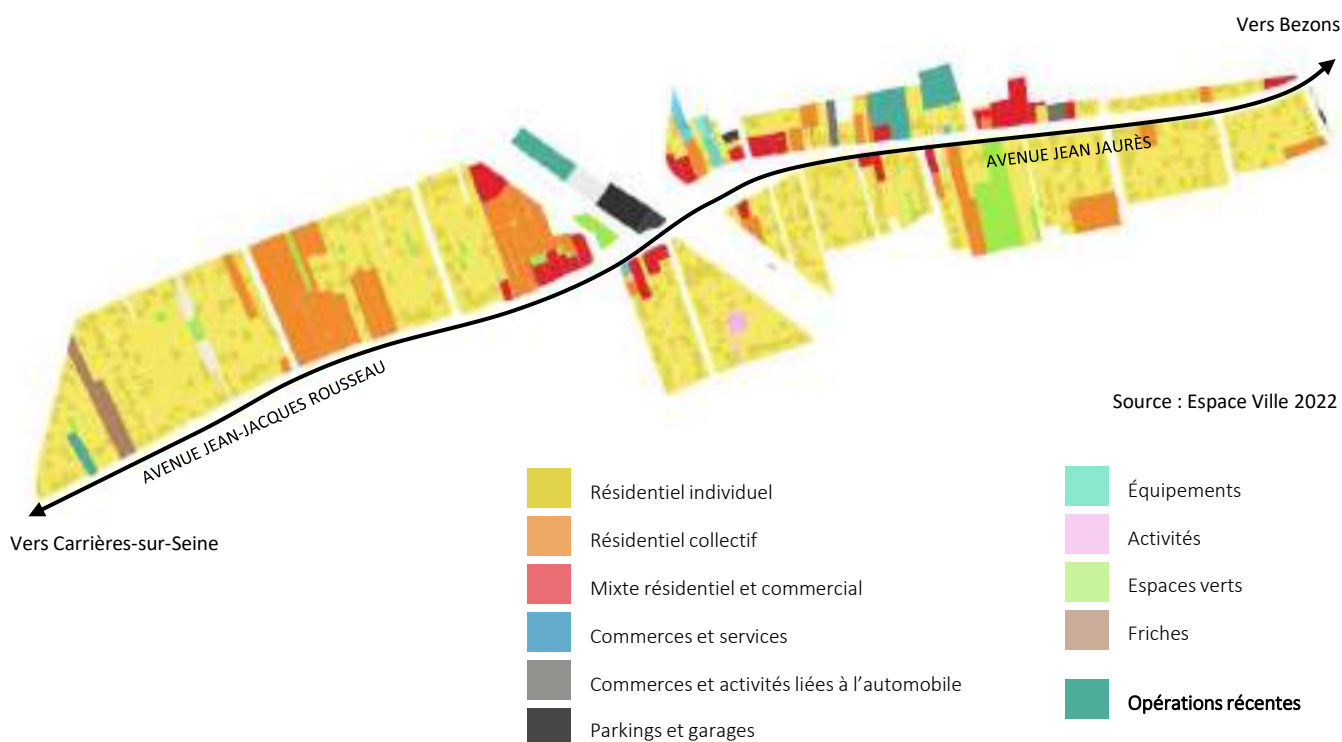 Vers Bezons
AVENUE JEAN JAURÈS
AVENUE JEAN-JACQUES ROUSSEAU
Source : Espace Ville 2022
Vers Carrières-sur-Seine
Résidentiel individuel
Résidentiel collectif
Mixte résidentiel et commercial
Commerces et services
Commerces et activités liées à l’automobile
Parkings et garages
Équipements
Activités
Espaces verts
Friches
Opérations récentes